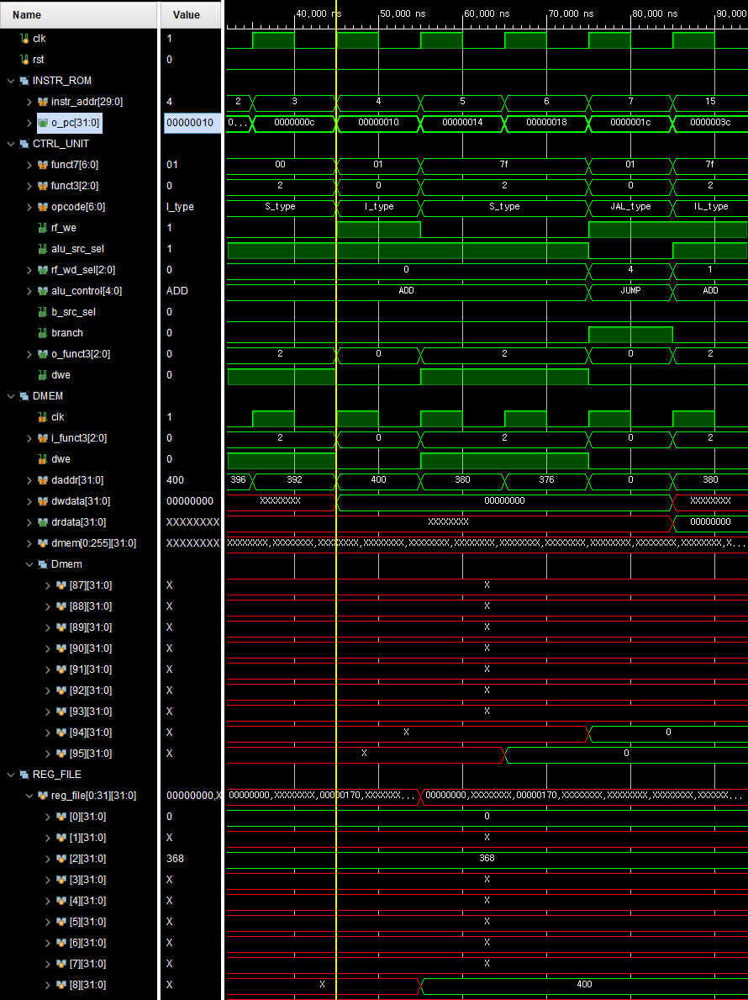 Name Value 40,000 ns 50,000 ns 60,000 ns 70,000 ns 80,000 ns 90,000
clk 1
rst 0
INSTR_ROM
instr_addr[29:0] 4 2 3 4 5 6 7 15
o_pc[31:0] 00000010 0... 0000000c 00000010 00000014 00000018 0000001c 0000003c
CTRL_UNIT
funct7[6:0] 01 00 01 7f 01 7f
funct3[2:0] 0 2 0 2 0 2
opcode[6:0] I_type S_type I_type S_type JAL_type IL_type
rf_we 1
alu_src_sel 1
rf_wd_sel[2:0] 0 0 4 1
alu_control[4:0] ADD ADD JUMP ADD
b_src_sel 0
branch 0
o_funct3[2:0] 0 2 0 2 0 2
dwe 0
DMEM
clk 1
i_funct3[2:0] 0 2 0 2 0 2
dwe 0
daddr[31:0] 400 396 392 400 380 376 0 380
dwdata[31:0] 00000000 XXXXXXXX 00000000 XXXXXXXX
drdata[31:0] XXXXXXXX XXXXXXXX 00000000
dmem[0:255][31:0] XXXXXXXX XXXXXXXX,XXXXXXXX,XXXXXXXX,XXXXXXXX,XXXXXXXX,XXXXXXXX,XXXXXXXX,XXXXXXXX,XXXXXXXX,XXXXXXXX,XXXXXXXX,X...
Dmem
[87][31:0] X X
[88][31:0] X X
[89][31:0] X X
[90][31:0] X X
[91][31:0] X X
[92][31:0] X X
[93][31:0] X X
[94][31:0] X X 0
[95][31:0] X X 0
REG_FILE
reg_file[0:31][31:0] 00000000,X 00000000,XXXXXXXX,00000170,XXXXXXX... 00000000,XXXXXXXX,00000170,XXXXXXXX,XXXXXXXX,XXXXXXXX,XXXXXX...
[0][31:0] 0 0
[1][31:0] X X
[2][31:0] 368 368
[3][31:0] X X
[4][31:0] X X
[5][31:0] X X
[6][31:0] X X
[7][31:0] X X
[8][31:0] X X 400